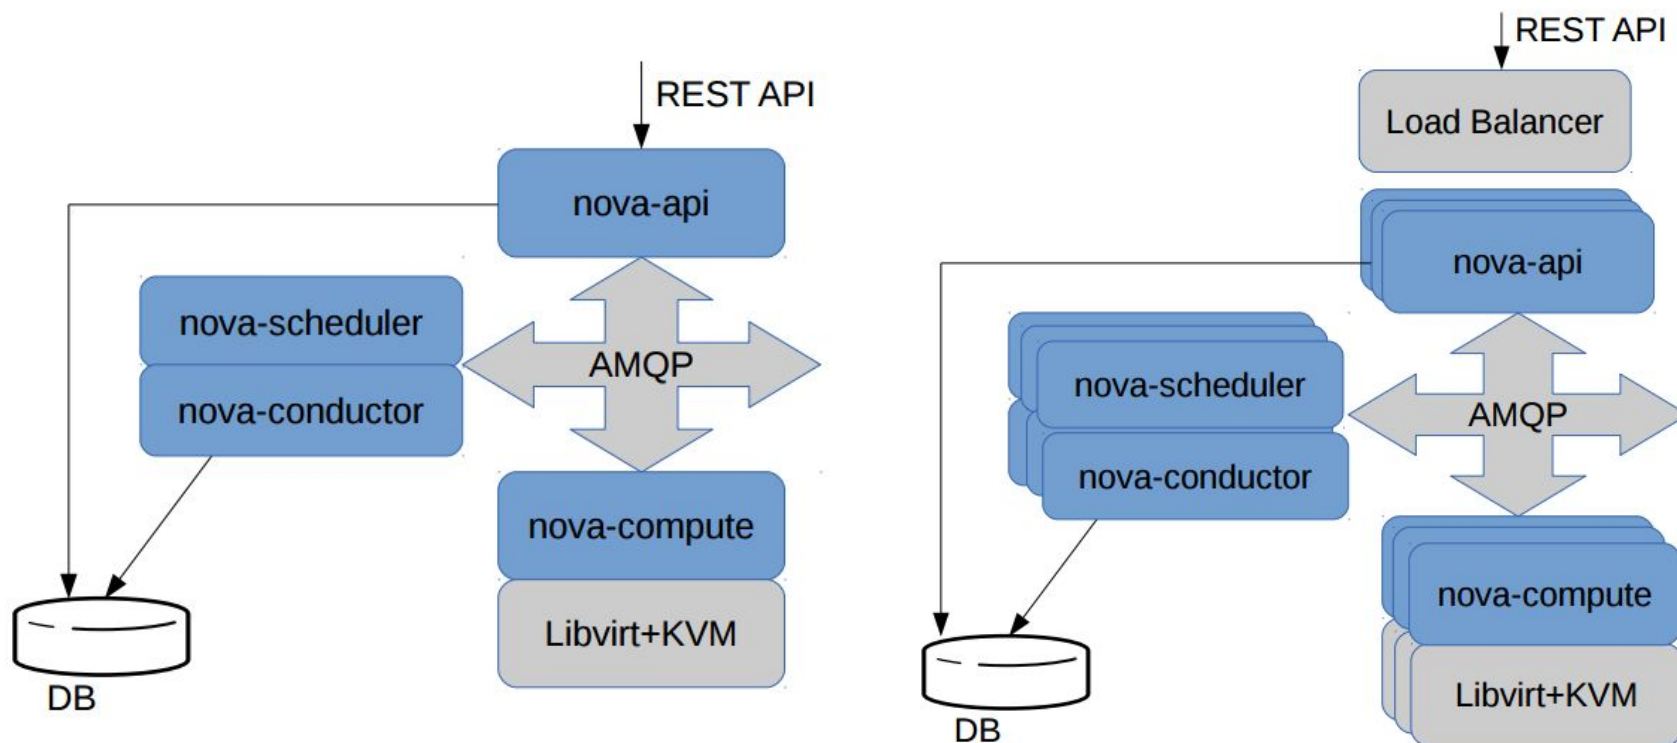 REST API
nova-api
nova-scheduler
AMQP
nova-conductor
nova-compute
Libvirt+KVM
DB
REST API
Load Balancer
nova-api
nova-scheduler
AMQP
nova-conductor
nova-compute
Libvirt+KVM
DB